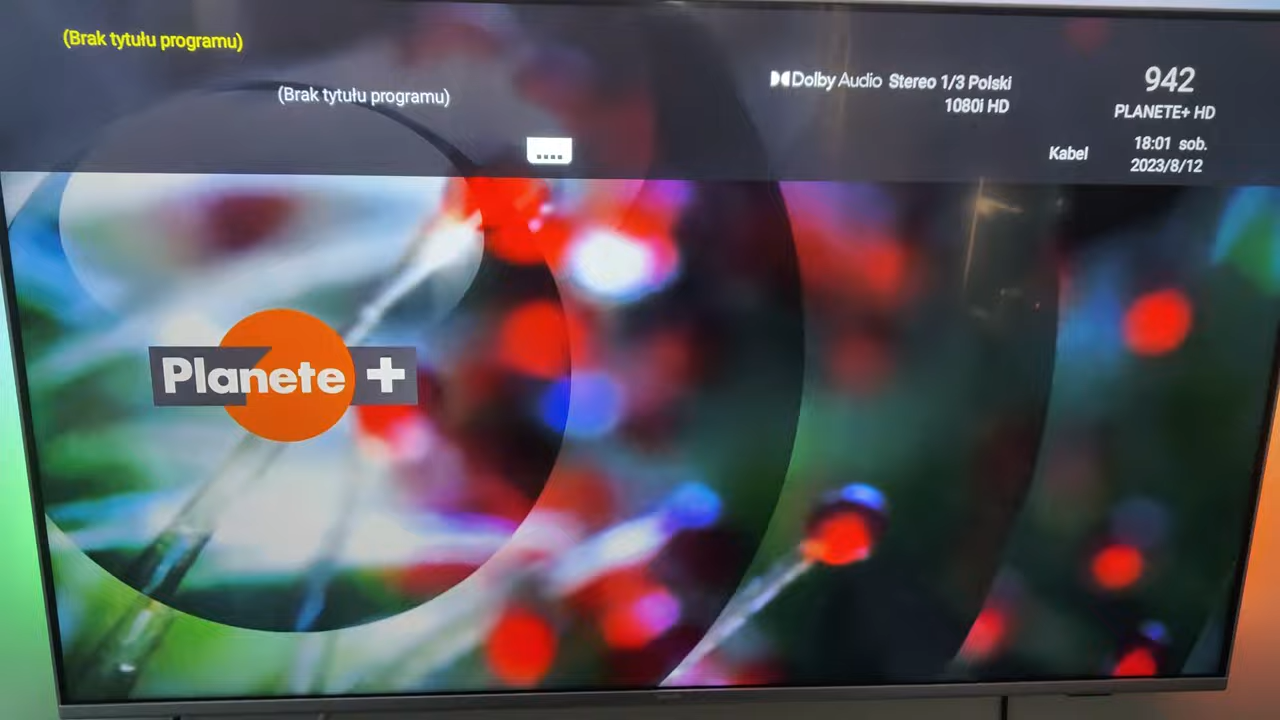 (Brak tytułu programu)
(Brak tytułu programu)
Dolby Audio Stereo 1/3 Polski
1080i HD
942
PLANETE+ HD
Kabel
18:01 sob.
2023/8/12
Planete +